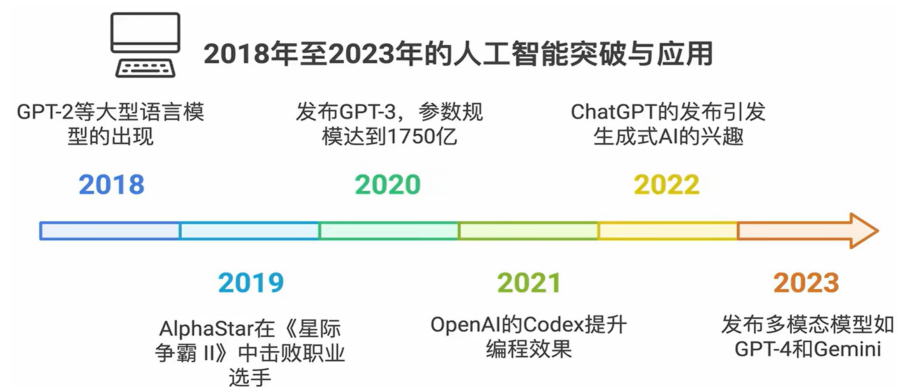 2018年至2023年的人工智能突破与应用
GPT-2等大型语言模
型的出现
2018
AlphaStar在《星际
争霸 II》中击败职业
选手
2019
发布GPT-3，参数规
模达到1750亿
2020
OpenAI的Codex提升
编程效果
2021
ChatGPT的发布引发
生成式AI的兴趣
2022
发布多模态模型如
GPT-4和Gemini
2023